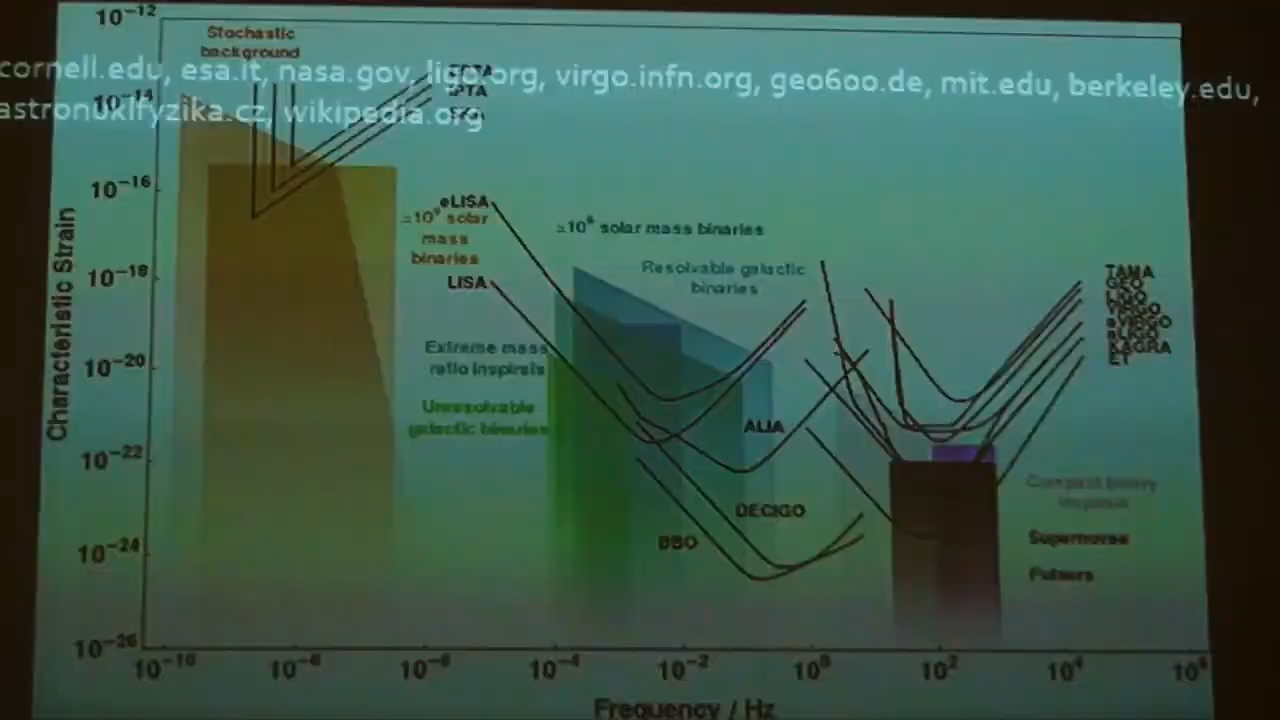 10⁻¹²
Stochastic
background
cornell.edu, esa.it, nasa.gov, ligo.org, virgo.infn.org, geo600.de, mit.edu, berkeley.edu,
10⁻¹⁴
astronuklfyzika.cz, wikipedia.org
10⁻¹⁶
eLISA
≃10⁹ solar
mass
binaries
≃10⁶ solar mass binaries
Resolvable galactic
binaries
10⁻¹⁸
LISA
TAMA
GEO
LIGO
VIRGO
aVIRGO
aLIGO
KAGRA
ET
Characteristic Strain
Extreme mass
ratio inspirals
10⁻²⁰
Unresolvable
galactic binaries
ALIA
10⁻²²
Compact binary
inspirals
DECIGO
BBO
Supernovae
10⁻²⁴
Pulsars
10⁻²⁶
10⁻¹⁰ 10⁻⁸ 10⁻⁶ 10⁻⁴ 10⁻² 10⁰ 10² 10⁴ 10⁶
Frequency / Hz